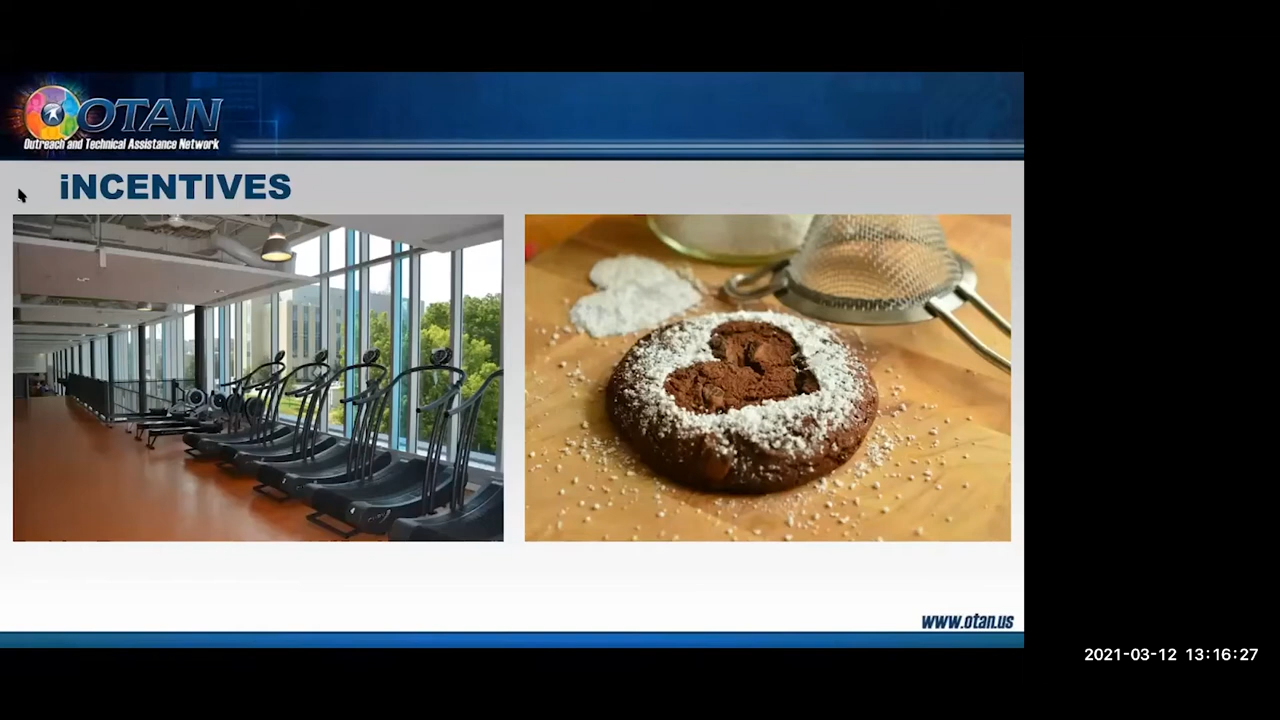 OTAN
Outreach and Technical Assistance Network
iNCENTIVES
www.otan.us
2021-03-12 13:16:27